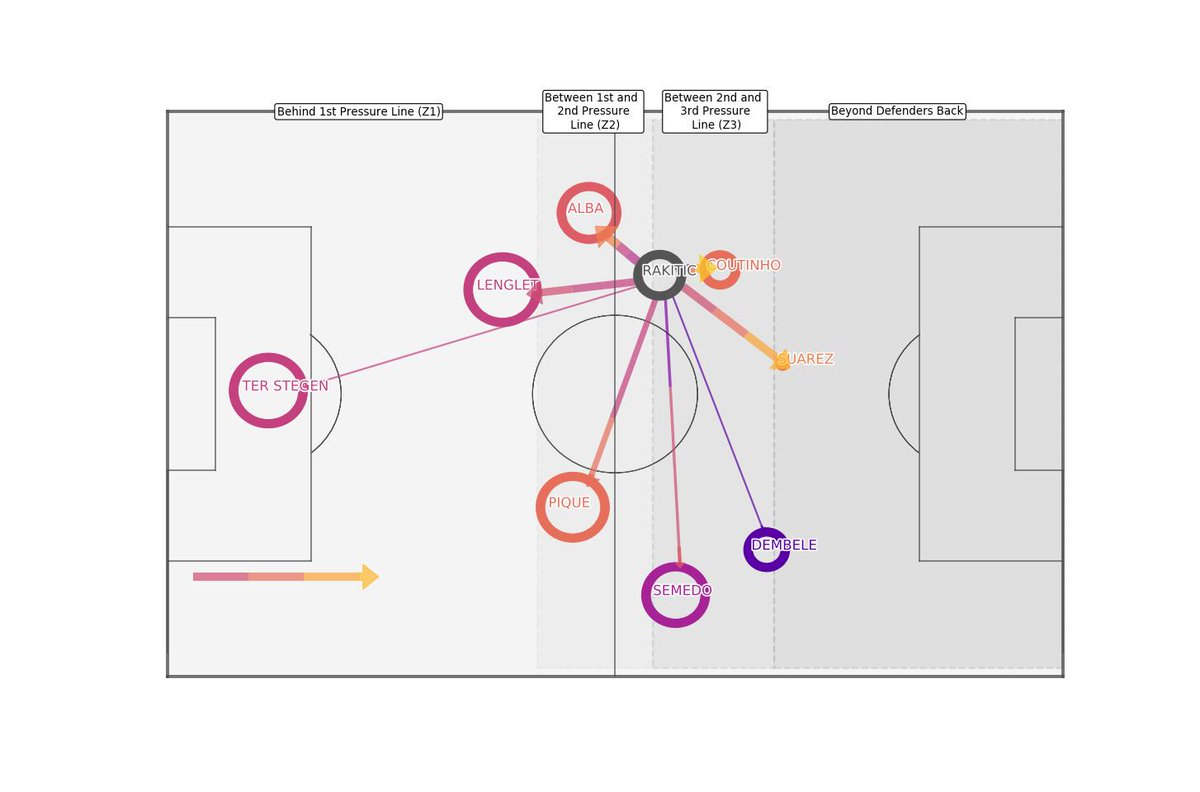 Behind 1st Pressure Line (Z1)
Between 1st and
2nd Pressure
Line (Z2)
Between 2nd and
3rd Pressure
Line (Z3)
Beyond Defenders Back
ALBA
RAKITIC
COUTINHO
LENGLET
SUAREZ
TER STEGEN
PIQUE
DEMBELE
SEMEDO